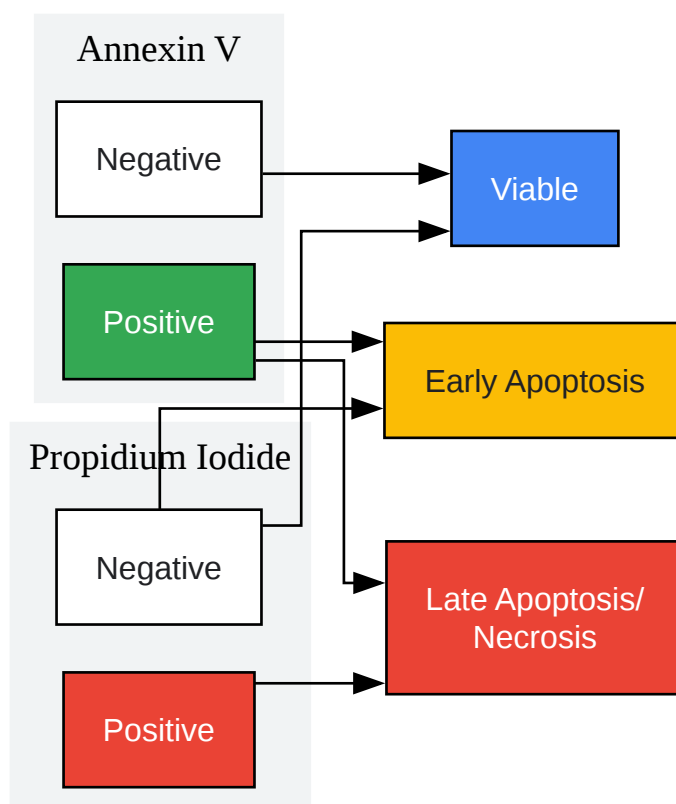 Annexin V
Negative
Viable
Positive
Early Apoptosis
Propidium Iodide
Negative
Late Apoptosis/
Necrosis
Positive